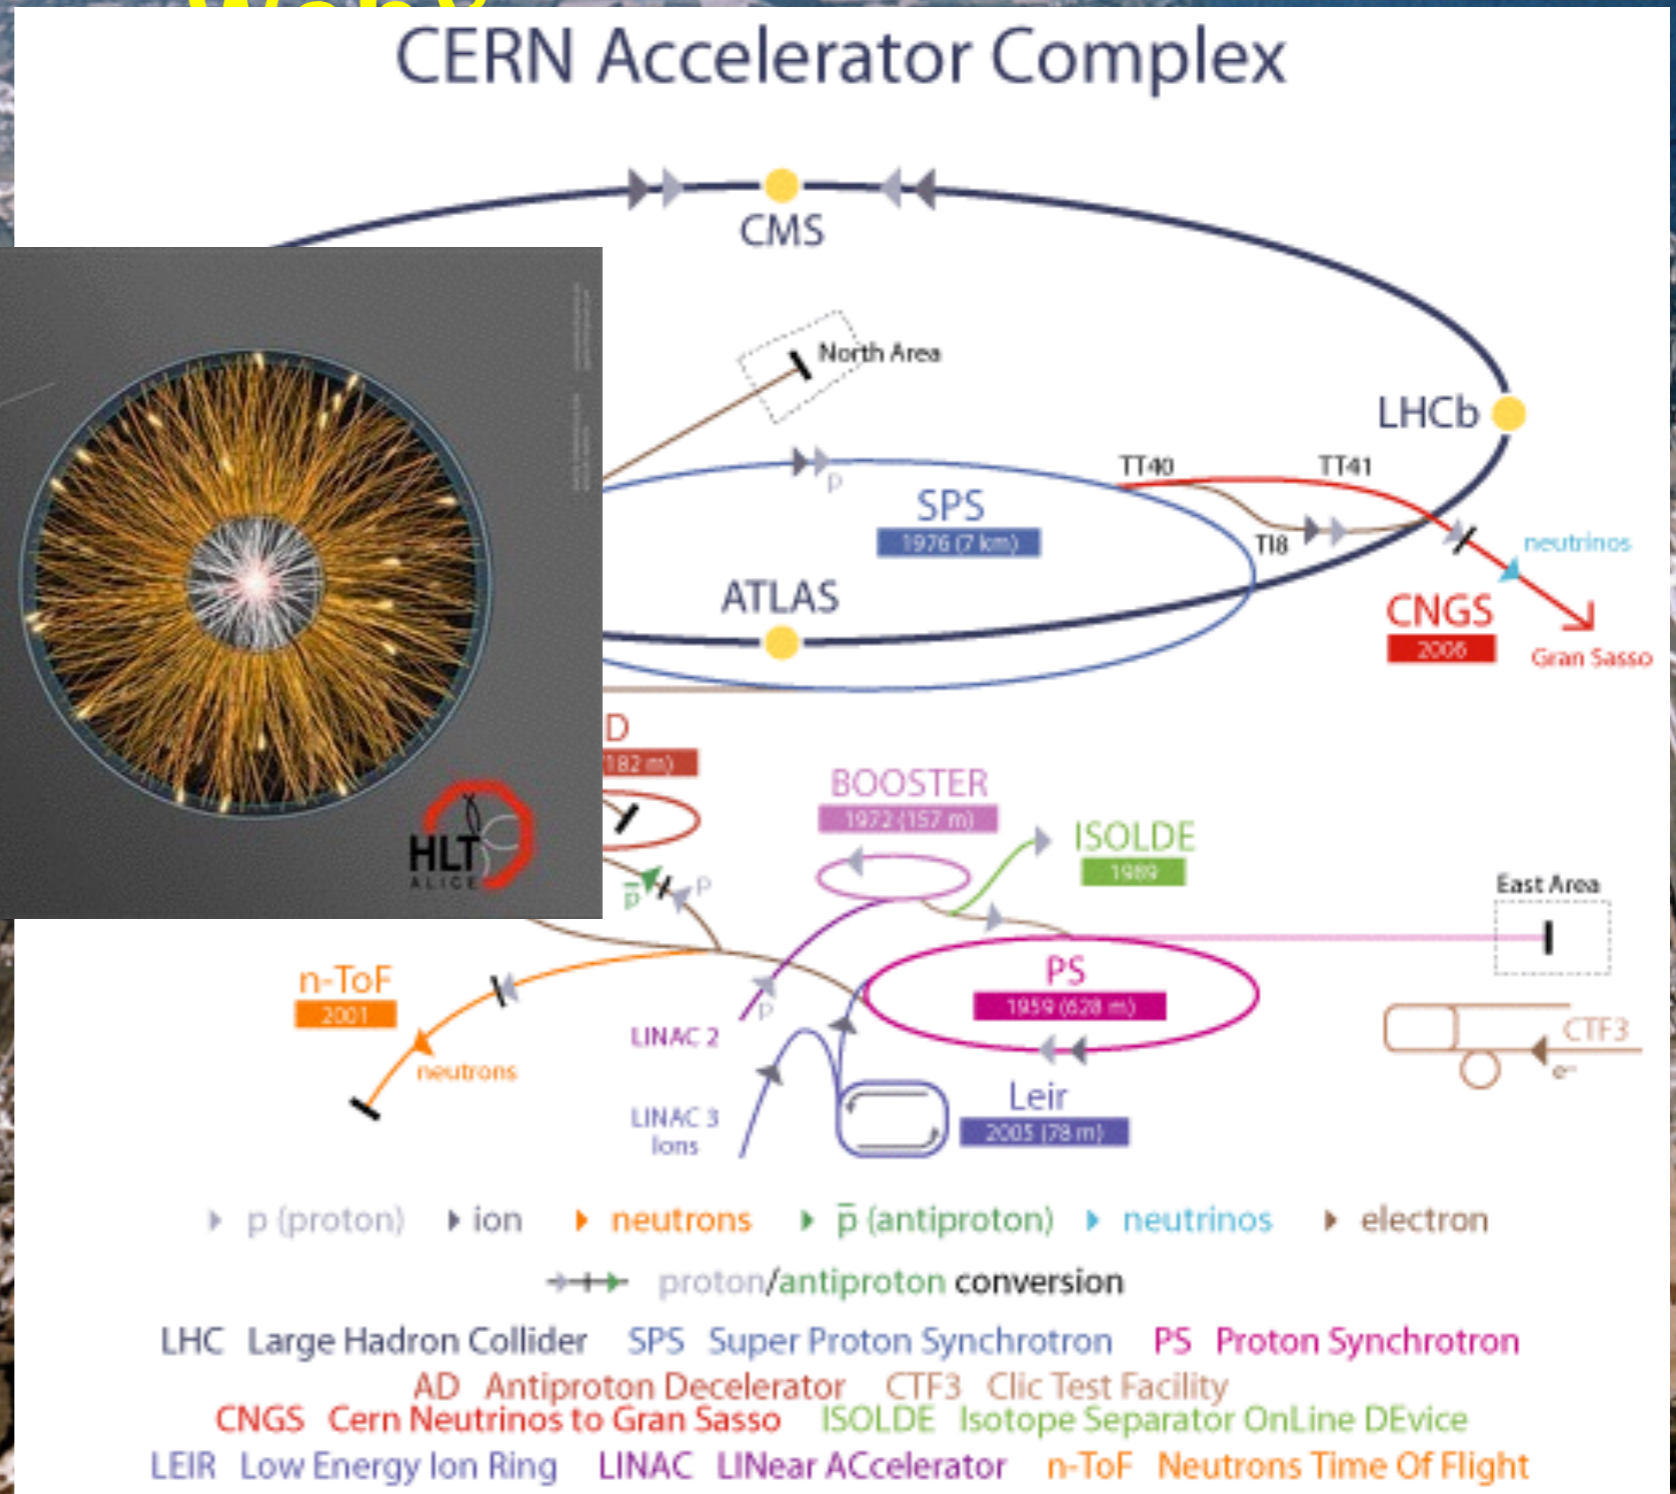 CERN Accelerator Complex
CMS
North Area
LHCb
TT40
TT41
p
SPS
1976 (7 km)
TI8
neutrinos
ATLAS
CNGS
2006
Gran Sasso
D
182 m)
BOOSTER
1972 (157 m)
ISOLDE
1989
HLT
ALICE
p̅
p
East Area
n-ToF
2001
PS
1959 (628 m)
p
LINAC 2
CTF3
neutrons
e⁻
Leir
LINAC 3
Ions
2005 (78 m)
p (proton) ion neutrons p̅ (antiproton) neutrinos electron
proton/antiproton conversion
LHC Large Hadron Collider SPS Super Proton Synchrotron PS Proton Synchrotron
AD Antiproton Decelerator CTF3 Clic Test Facility
CNGS Cern Neutrinos to Gran Sasso ISOLDE Isotope Separator OnLine DEvice
LEIR Low Energy Ion Ring LINAC LINear ACcelerator n-ToF Neutrons Time Of Flight